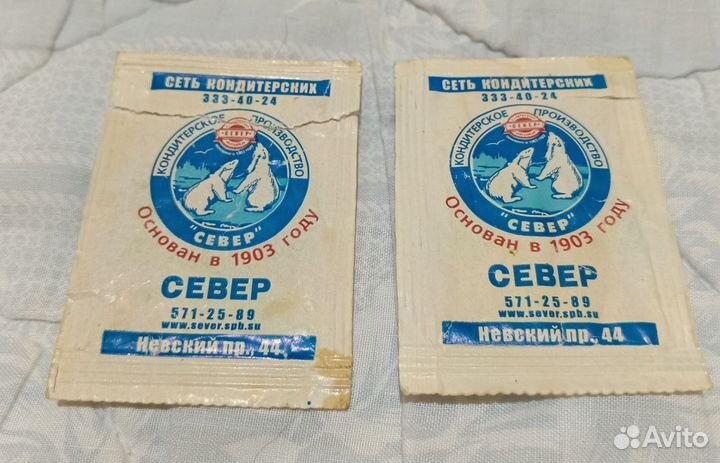 СЕТЬ КОНДИТЕРСКИХ
333-40-24
КОНДИТЕРСКОЕ ПРОИЗВОДСТВО
"СЕВЕР"
"СЕВЕР"
Основан в 1903 году
СЕВЕР
571-25-89
www.sever.spb.su
Невский пр., 44
СЕТЬ КОНДИТЕРСКИХ
333-40-24
КОНДИТЕРСКОЕ ПРОИЗВОДСТВО
"СЕВЕР"
"СЕВЕР"
Основан в 1903 году
СЕВЕР
571-25-89
www.sever.spb.su
Невский пр., 44
Avito